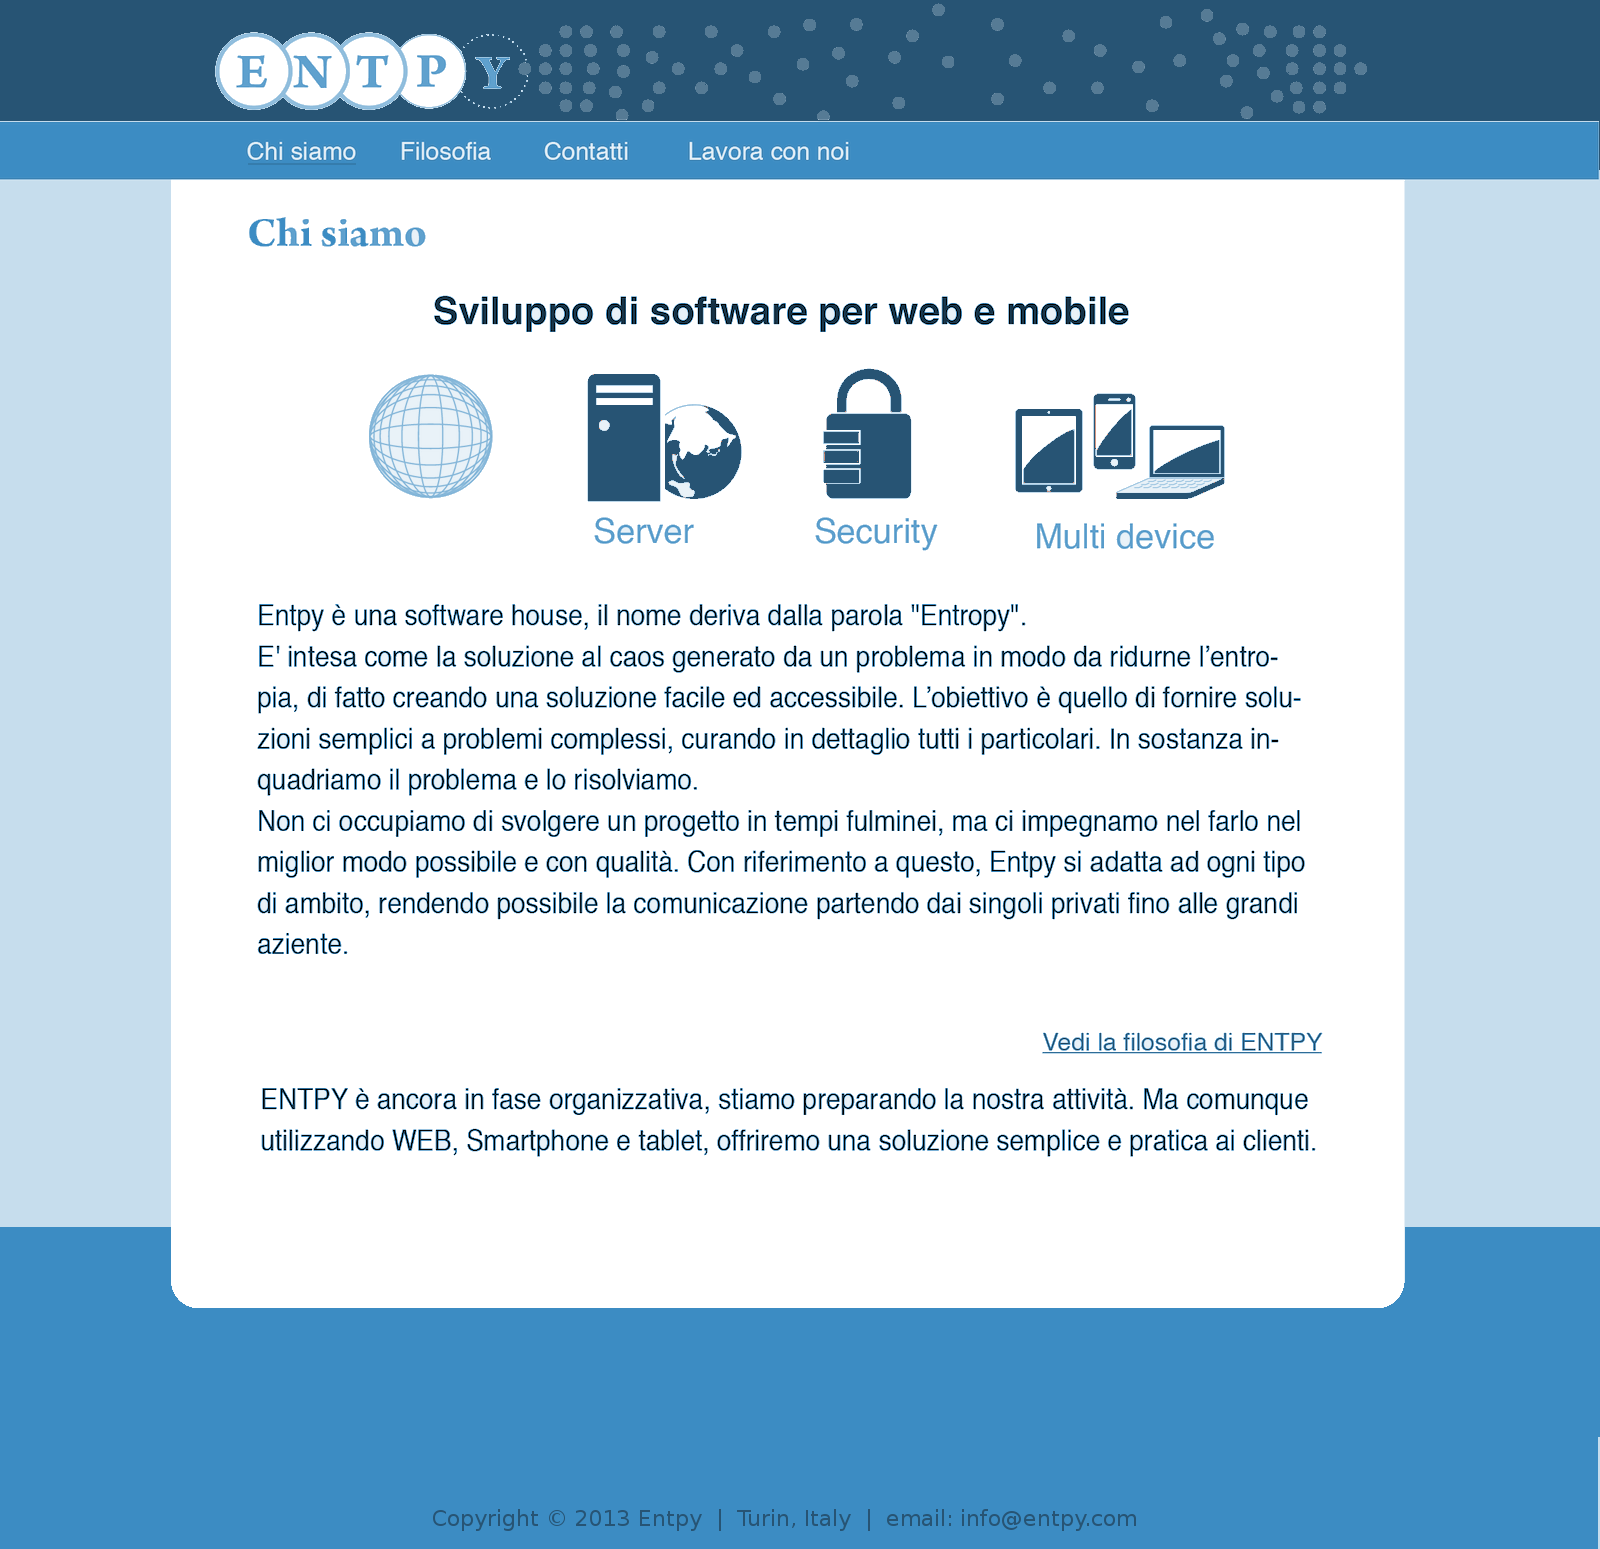 ENTPY
Chi siamo Filosofia Contatti Lavora con noi
Chi siamo
Sviluppo di software per web e mobile
Server Security Multi device
Entpy è una software house, il nome deriva dalla parola "Entropy".
E' intesa come la soluzione al caos generato da un problema in modo da ridurne l’entro-
pia, di fatto creando una soluzione facile ed accessibile. L’obiettivo è quello di fornire solu-
zioni semplici a problemi complessi, curando in dettaglio tutti i particolari. In sostanza in-
quadriamo il problema e lo risolviamo.
Non ci occupiamo di svolgere un progetto in tempi fulminei, ma ci impegnamo nel farlo nel
miglior modo possibile e con qualità. Con riferimento a questo, Entpy si adatta ad ogni tipo
di ambito, rendendo possibile la comunicazione partendo dai singoli privati fino alle grandi
aziente.
Vedi la filosofia di ENTPY
ENTPY è ancora in fase organizzativa, stiamo preparando la nostra attività. Ma comunque
utilizzando WEB, Smartphone e tablet, offriremo una soluzione semplice e pratica ai clienti.
Copyright © 2013 Entpy | Turin, Italy | email: info@entpy.com